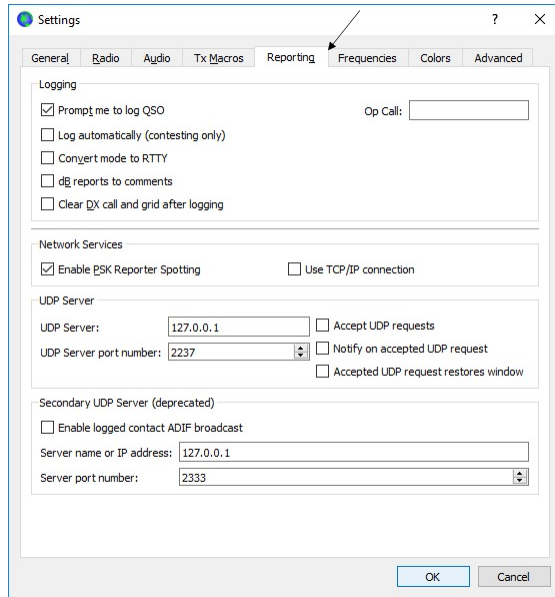 Settings ? X
General Radio Audio Tx Macros Reporting Frequencies Colors Advanced
Logging
Prompt me to log QSO Op Call:
Log automatically (contesting only)
Convert mode to RTTY
dB reports to comments
Clear DX call and grid after logging
Network Services
Enable PSK Reporter Spotting Use TCP/IP connection
UDP Server
UDP Server: 127.0.0.1 Accept UDP requests
UDP Server port number: 2237 Notify on accepted UDP request
Accepted UDP request restores window
Secondary UDP Server (deprecated)
Enable logged contact ADIF broadcast
Server name or IP address: 127.0.0.1
Server port number: 2333
OK Cancel